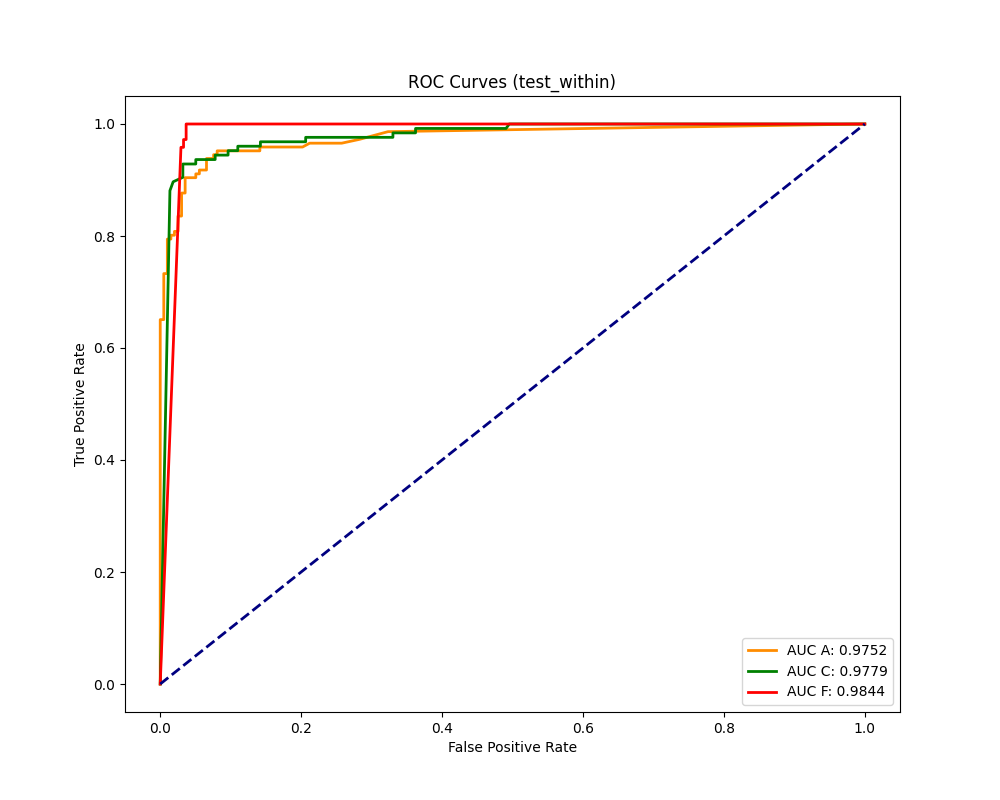 ROC Curves (test_within)
True Positive Rate
1.0
0.8
0.6
0.4
0.2
0.0
0.0 0.2 0.4 0.6 0.8 1.0
False Positive Rate
AUC A: 0.9752
AUC C: 0.9779
AUC F: 0.9844